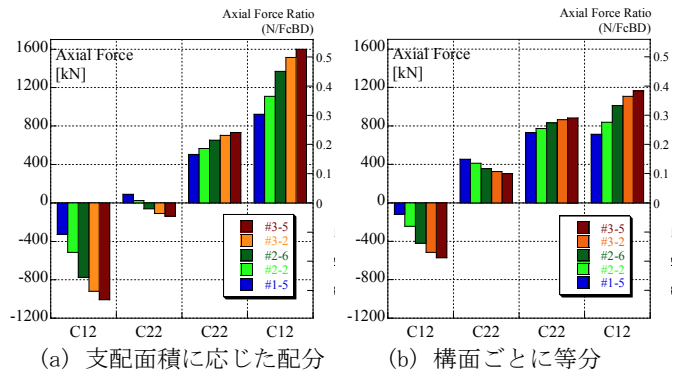 Axial Force Ratio
(N/FcBD)
1600
1200
800
400
0
-400
-800
-1200
Axial Force
[kN]
0.5
0.4
0.3
0.2
0.1
0
#3-5
#3-2
#2-6
#2-2
#1-5
C12
C22
C22
C12
(a) 支配面積に応じた配分
Axial Force Ratio
(N/FcBD)
1600
1200
800
400
0
-400
-800
-1200
Axial Force
[kN]
0.5
0.4
0.3
0.2
0.1
0
#3-5
#3-2
#2-6
#2-2
#1-5
C12
C22
C22
C12
(b) 構面ごとに等分